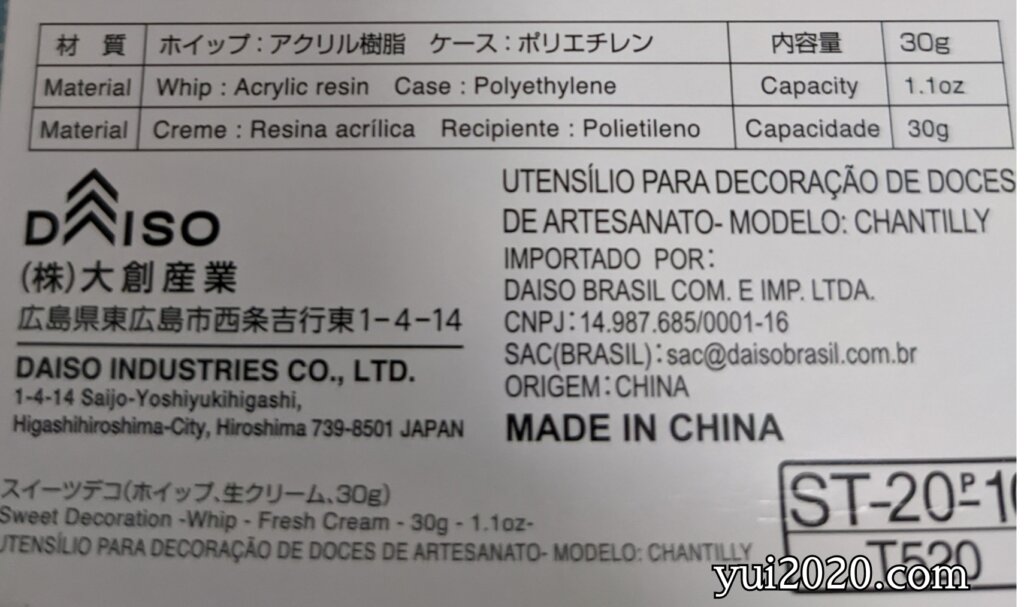 材 質 ホイップ：アクリル樹脂 ケース：ポリエチレン 内容量 30g
Material Whip : Acrylic resin Case : Polyethylene Capacity 1.1oz
Material Creme : Resina acrílica Recipiente : Polietileno Capacidade 30g
DAISO
(株)大創産業
広島県東広島市西条吉行東1-4-14
DAISO INDUSTRIES CO., LTD.
1-4-14 Saijo-Yoshiyukihigashi,
Higashihiroshima-City, Hiroshima 739-8501 JAPAN
UTENSÍLIO PARA DECORAÇÃO DE DOCES
DE ARTESANATO- MODELO: CHANTILLY
IMPORTADO POR:
DAISO BRASIL COM. E IMP. LTDA.
CNPJ:14.987.685/0001-16
SAC(BRASIL):sac@daisobrasil.com.br
ORIGEM:CHINA
MADE IN CHINA
スイーツデコ(ホイップ、生クリーム、30g)
Sweet Decoration -Whip - Fresh Cream - 30g - 1.1oz-
UTENSÍLIO PARA DECORAÇÃO DE DOCES DE ARTESANATO- MODELO: CHANTILLY
ST-20P-10
T520
yui2020.com